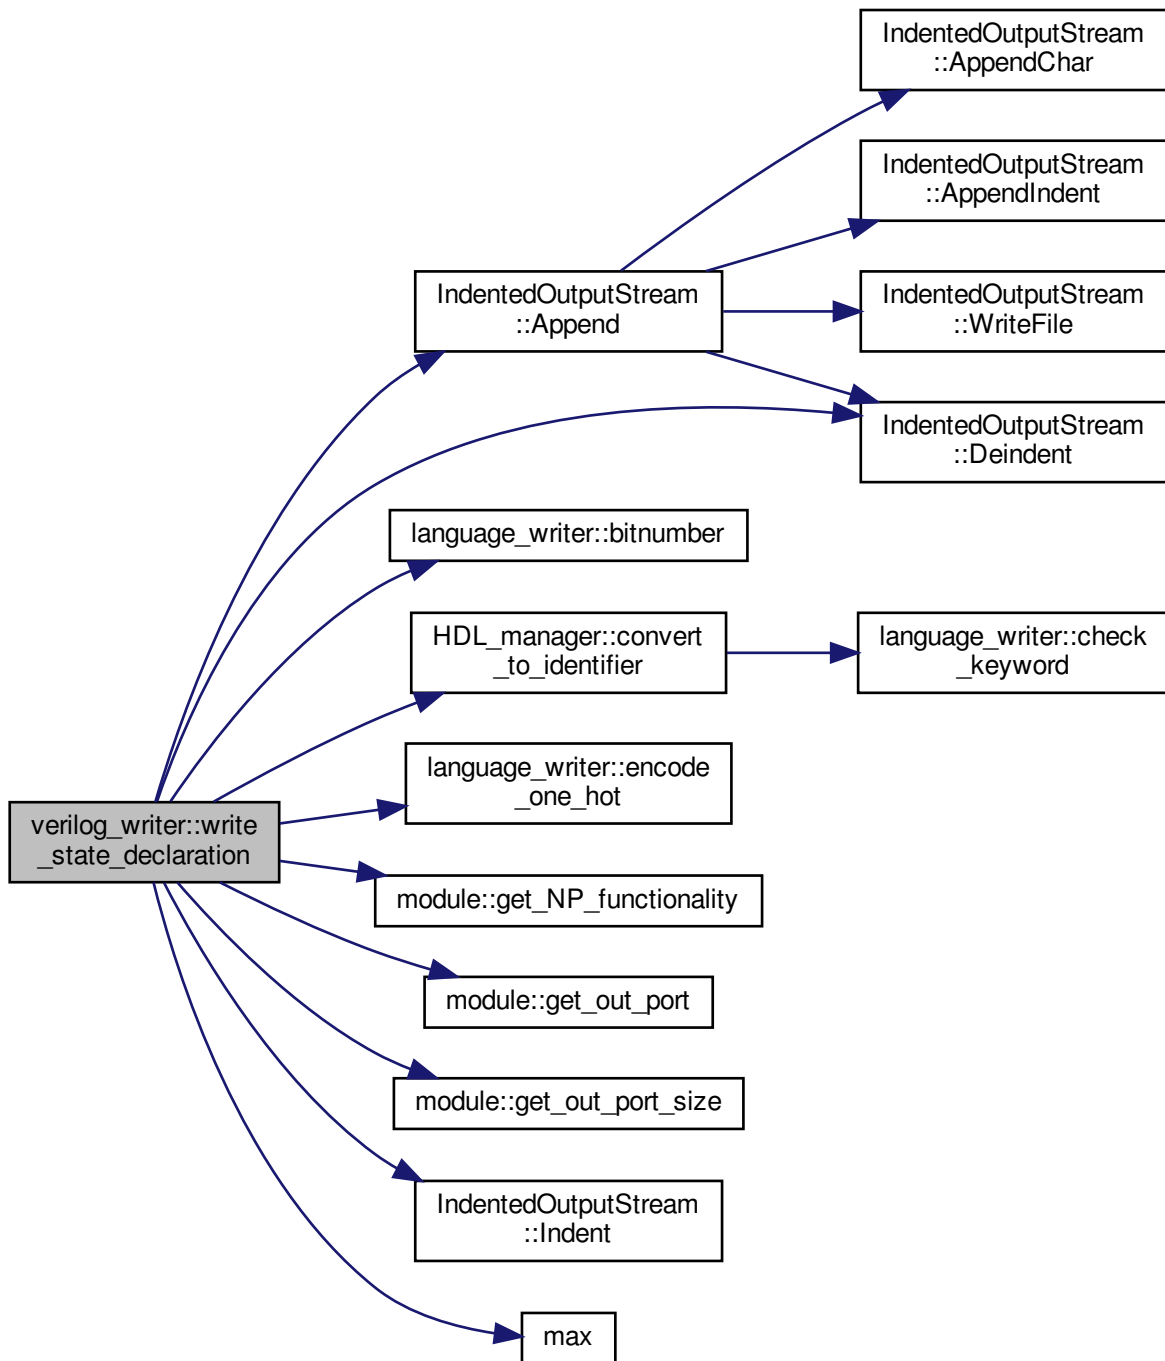 IndentedOutputStream
::AppendChar
IndentedOutputStream
::AppendIndent
IndentedOutputStream
::Append
IndentedOutputStream
::WriteFile
IndentedOutputStream
::Deindent
language_writer::bitnumber
HDL_manager::convert
_to_identifier
language_writer::check
_keyword
language_writer::encode
_one_hot
verilog_writer::write
_state_declaration
module::get_NP_functionality
module::get_out_port
module::get_out_port_size
IndentedOutputStream
::Indent
max